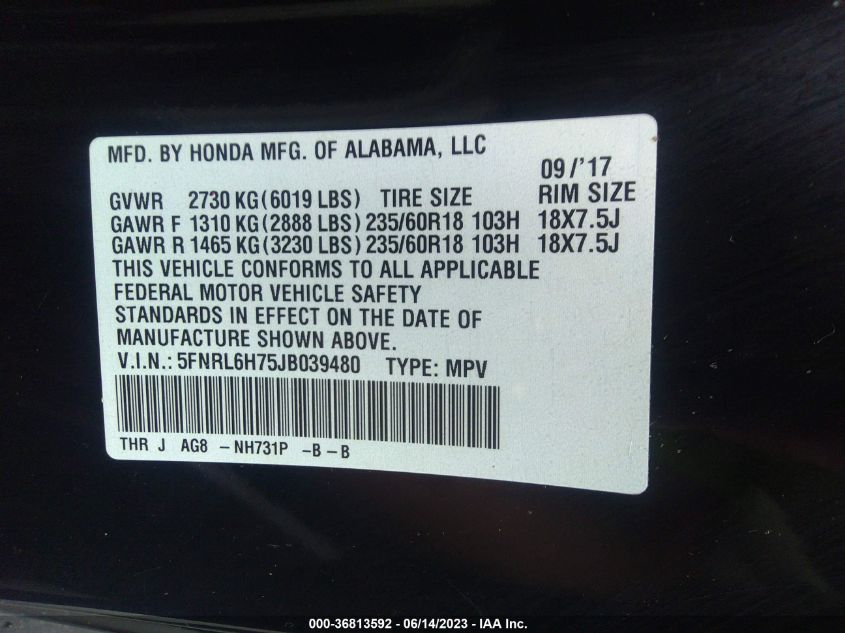 MFD. BY HONDA MFG. OF ALABAMA, LLC
09/'17
GVWR 2730 KG (6019 LBS) TIRE SIZE RIM SIZE
GAWR F 1310 KG (2888 LBS) 235/60R18 103H 18X7.5J
GAWR R 1465 KG (3230 LBS) 235/60R18 103H 18X7.5J
THIS VEHICLE CONFORMS TO ALL APPLICABLE
FEDERAL MOTOR VEHICLE SAFETY
STANDARDS IN EFFECT ON THE DATE OF
MANUFACTURE SHOWN ABOVE.
V.I.N.: 5FNRL6H75JB039480 TYPE: MPV
THR J AG8 -NH731P -B-B
000-36813592 - 06/14/2023 - IAA Inc.